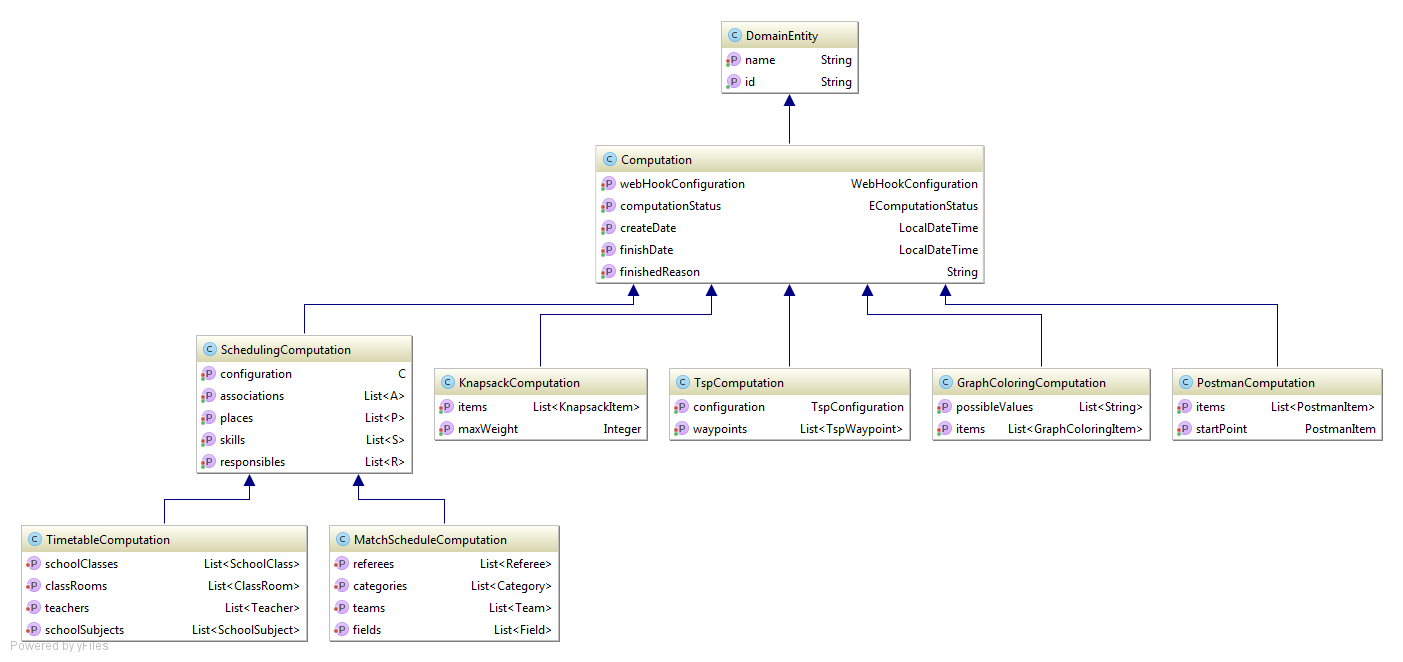 C DomainEntity
P name String
P id String
C Computation
P webHookConfiguration WebHookConfiguration
P computationStatus EComputationStatus
P createDate LocalDateTime
P finishDate LocalDateTime
P finishedReason String
C SchedulingComputation
P configuration C
P associations List<A>
P places List<P>
P skills List<S>
P responsibles List<R>
C KnapsackComputation
P items List<KnapsackItem>
P maxWeight Integer
C TspComputation
P configuration TspConfiguration
P waypoints List<TspWaypoint>
C GraphColoringComputation
P possibleValues List<String>
P items List<GraphColoringItem>
C PostmanComputation
P items List<PostmanItem>
P startPoint PostmanItem
C TimetableComputation
P schoolClasses List<SchoolClass>
P classRooms List<ClassRoom>
P teachers List<Teacher>
P schoolSubjects List<SchoolSubject>
C MatchScheduleComputation
P referees List<Referee>
P categories List<Category>
P teams List<Team>
P fields List<Field>
Powered by yFiles